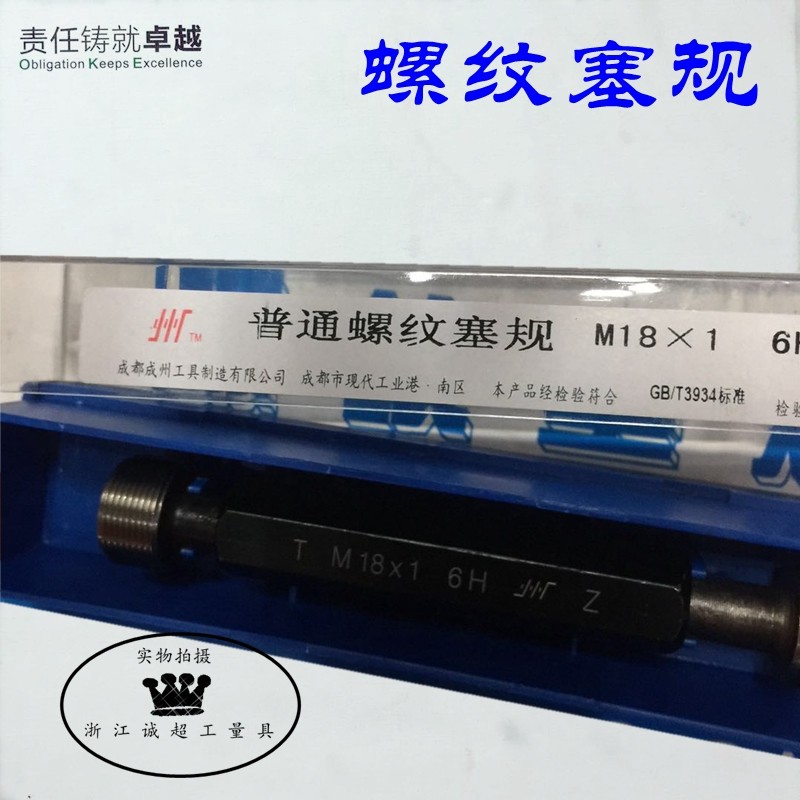 责任铸就卓越
Obligation Keeps Excellence
螺纹塞规
普通螺纹塞规 M18×1 6H
TM
成都成州工具制造有限公司 成都市现代工业港·南区 本产品经检验符合 GB/T3934标准 检验
T M18x1 6H Z
实物拍摄
浙江诚超工量具